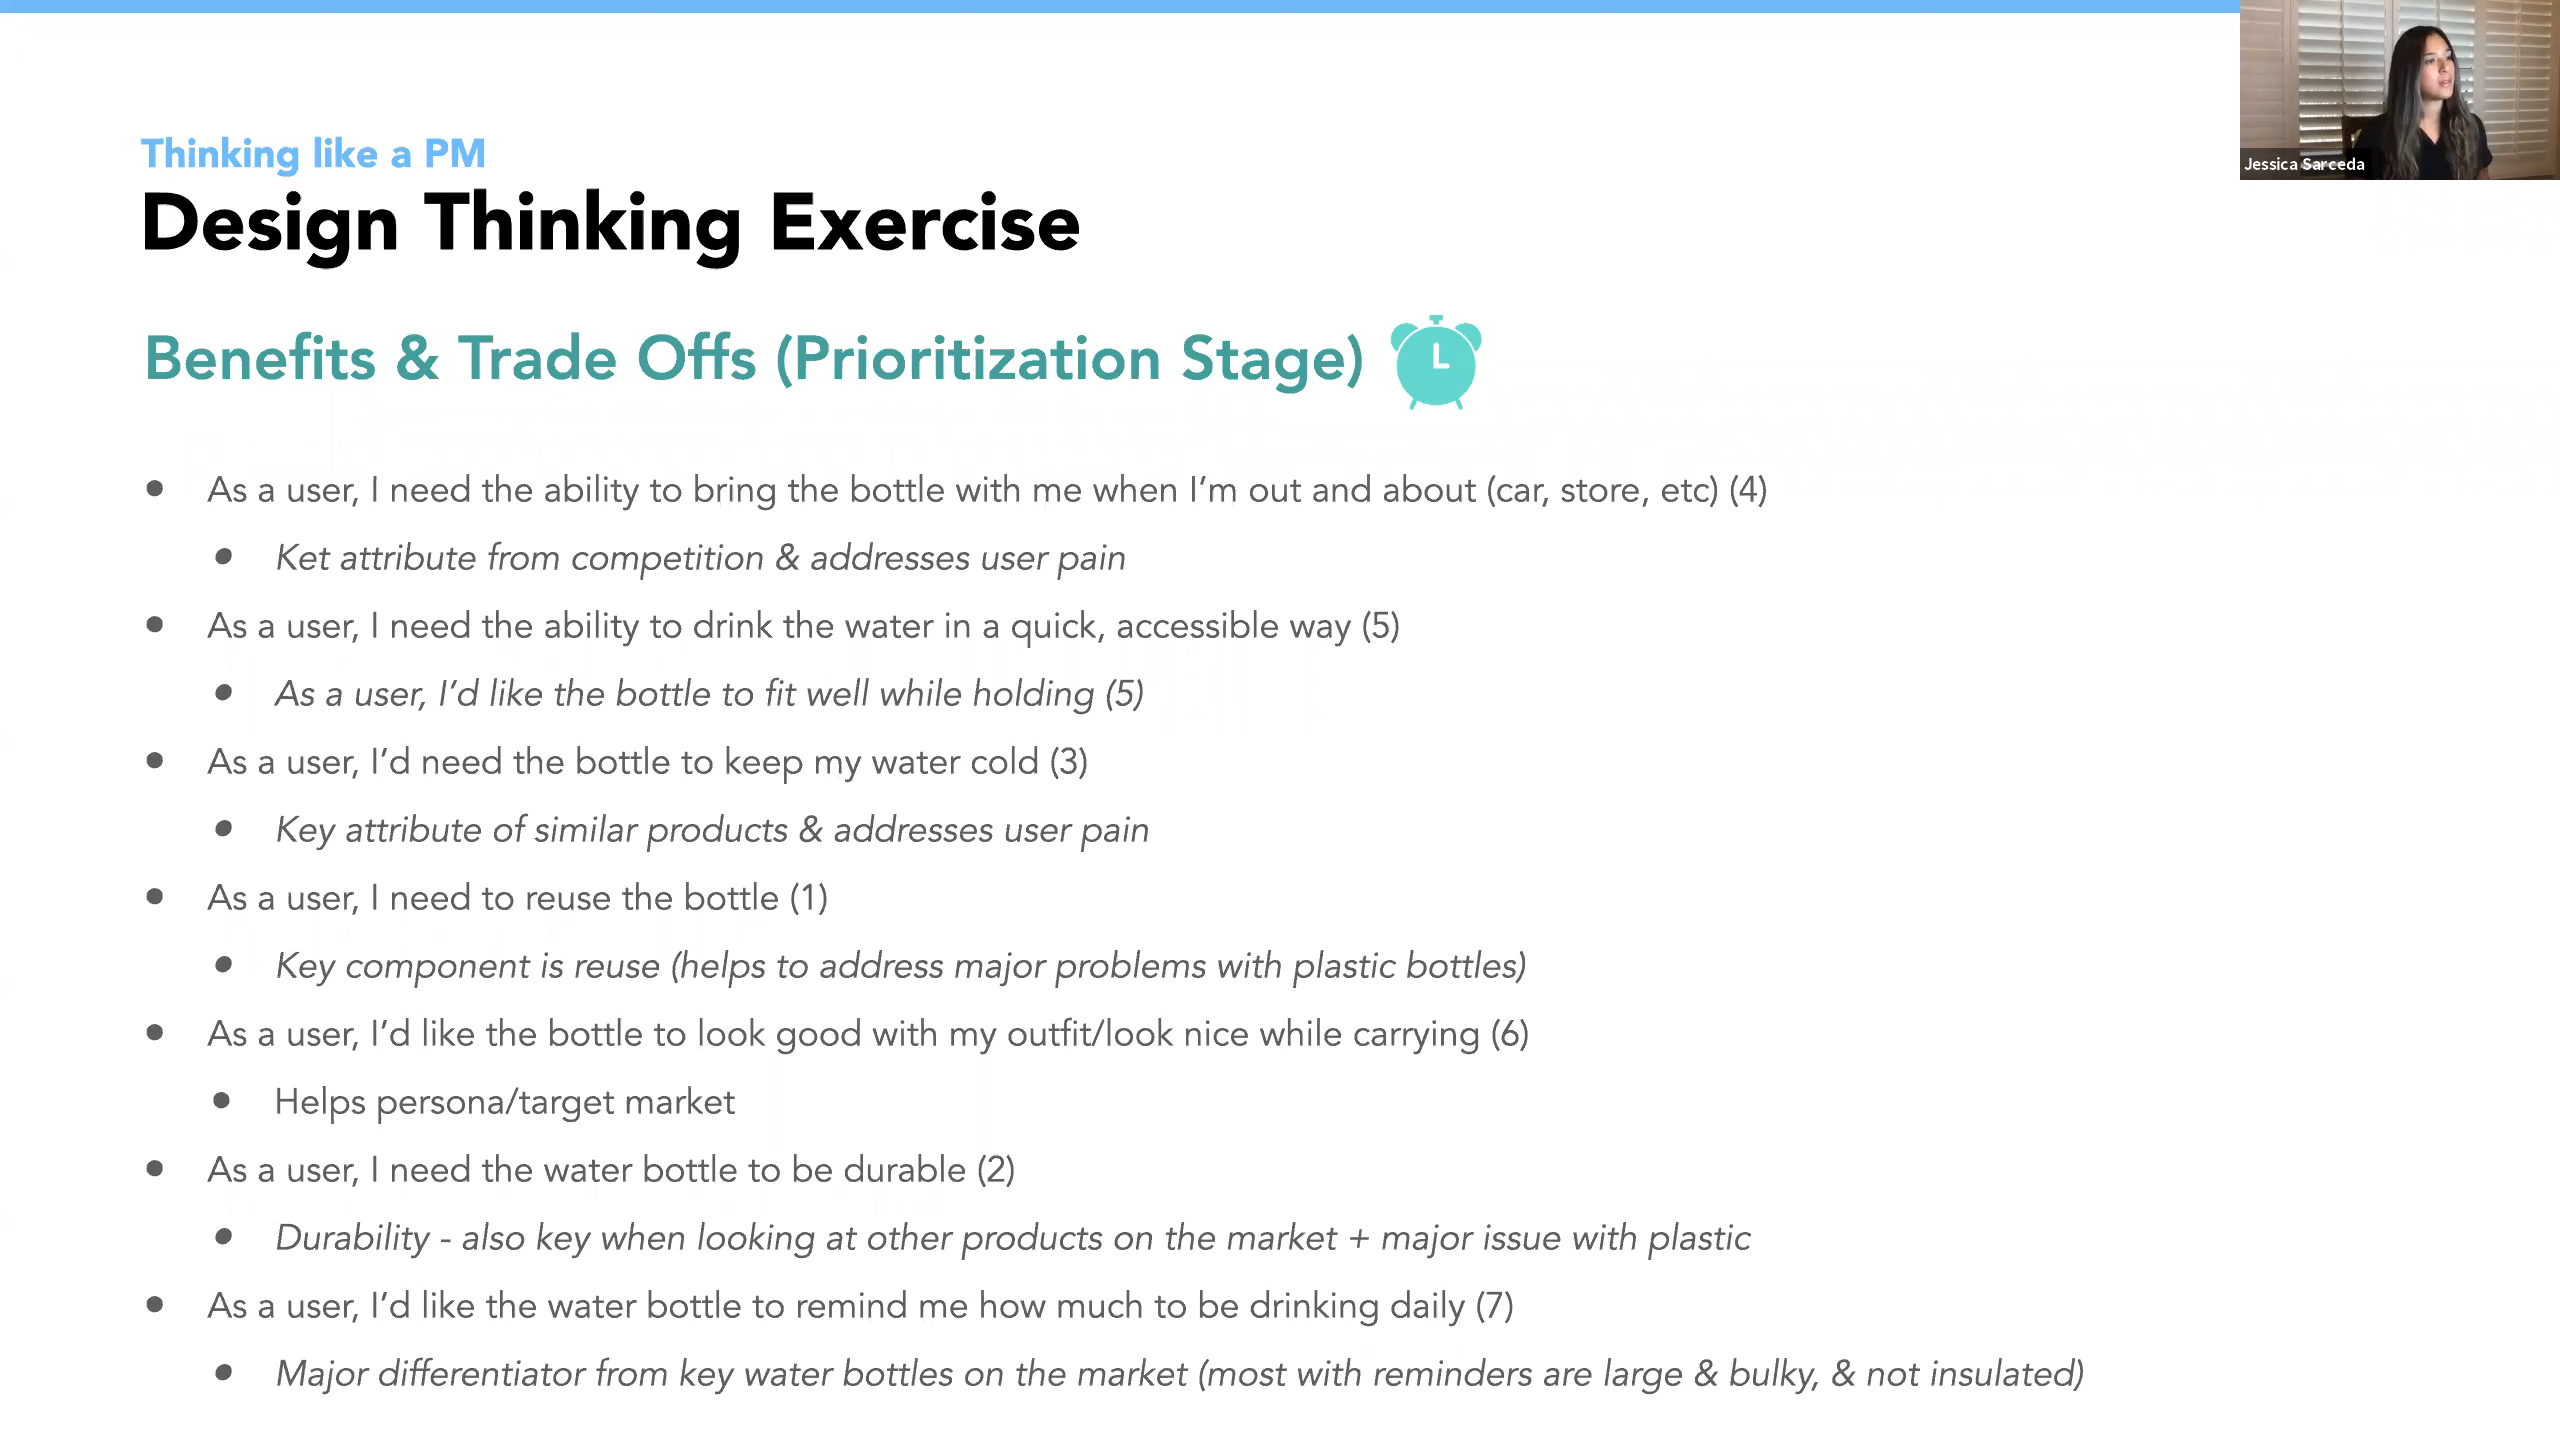 Jessica Sarceda
Thinking like a PM
Design Thinking Exercise
Benefits & Trade Offs (Prioritization Stage)
• As a user, I need the ability to bring the bottle with me when I’m out and about (car, store, etc) (4)
• Ket attribute from competition & addresses user pain
• As a user, I need the ability to drink the water in a quick, accessible way (5)
• As a user, I’d like the bottle to fit well while holding (5)
• As a user, I’d need the bottle to keep my water cold (3)
• Key attribute of similar products & addresses user pain
• As a user, I need to reuse the bottle (1)
• Key component is reuse (helps to address major problems with plastic bottles)
• As a user, I’d like the bottle to look good with my outfit/look nice while carrying (6)
• Helps persona/target market
• As a user, I need the water bottle to be durable (2)
• Durability - also key when looking at other products on the market + major issue with plastic
• As a user, I’d like the water bottle to remind me how much to be drinking daily (7)
• Major differentiator from key water bottles on the market (most with reminders are large & bulky, & not insulated)